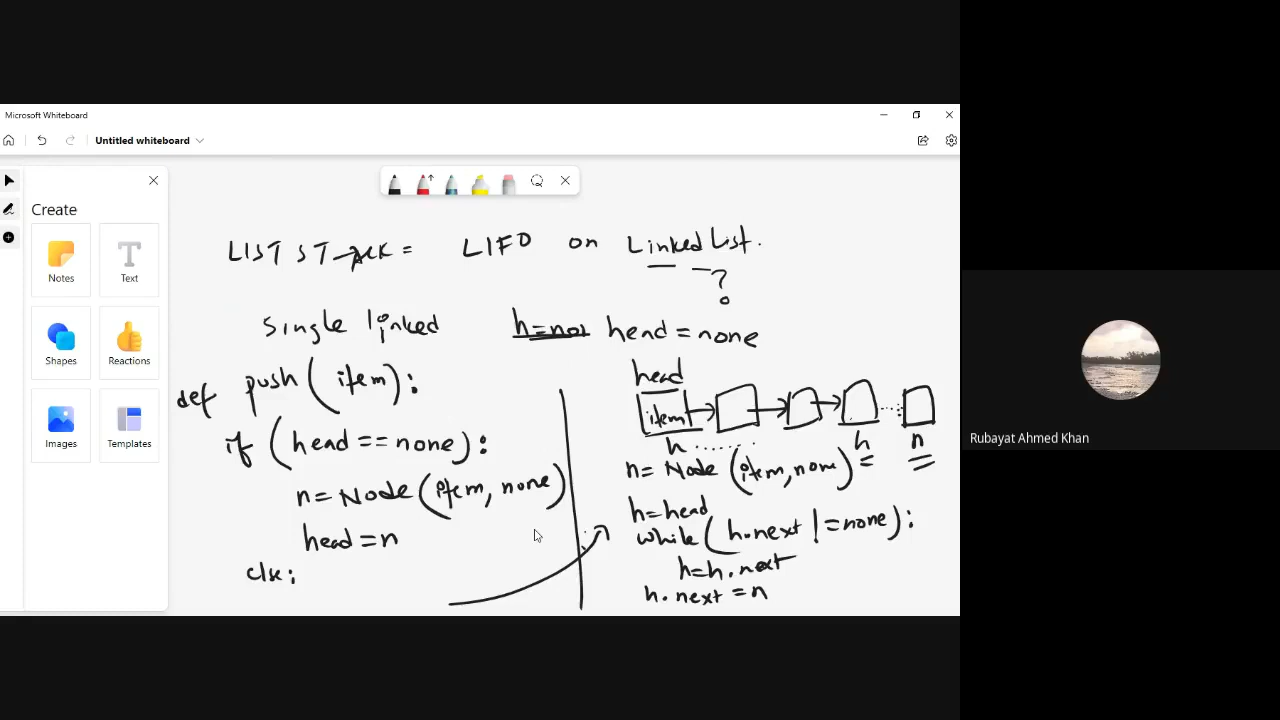 Microsoft Whiteboard
Untitled whiteboard
Create
Notes
Text
Shapes
Reactions
Images
Templates
LIST STACK = LIFO on Linked List.
?
single linked h=non head = none
def push(item):
if (head == none):
n = Node(item, none)
head = n
else:
head
item
h ........ h n
n = Node(item, none)
h = head
while (h.next != none):
h = h.next
h.next = n
Rubayat Ahmed Khan